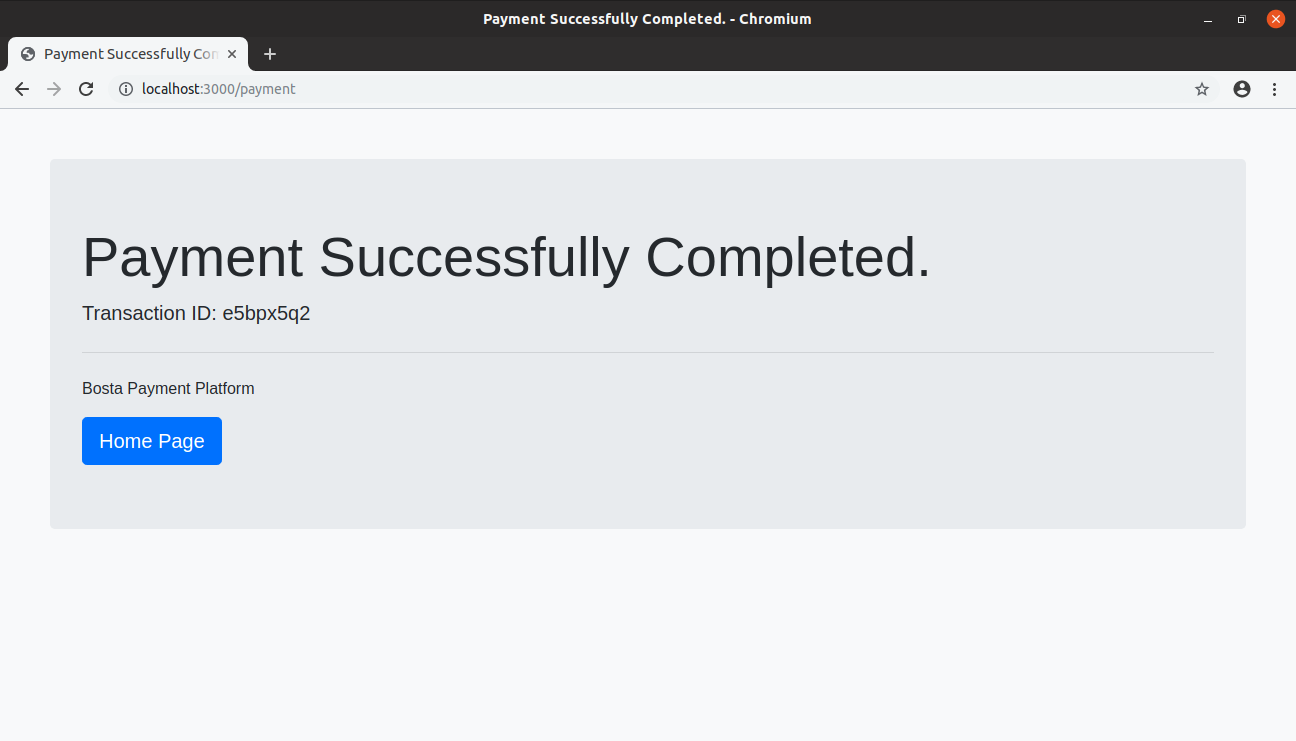 Payment Successfully Completed. - Chromium
Payment Successfully Con
localhost:3000/payment
Payment Successfully Completed.
Transaction ID: e5bpx5q2
Bosta Payment Platform
Home Page